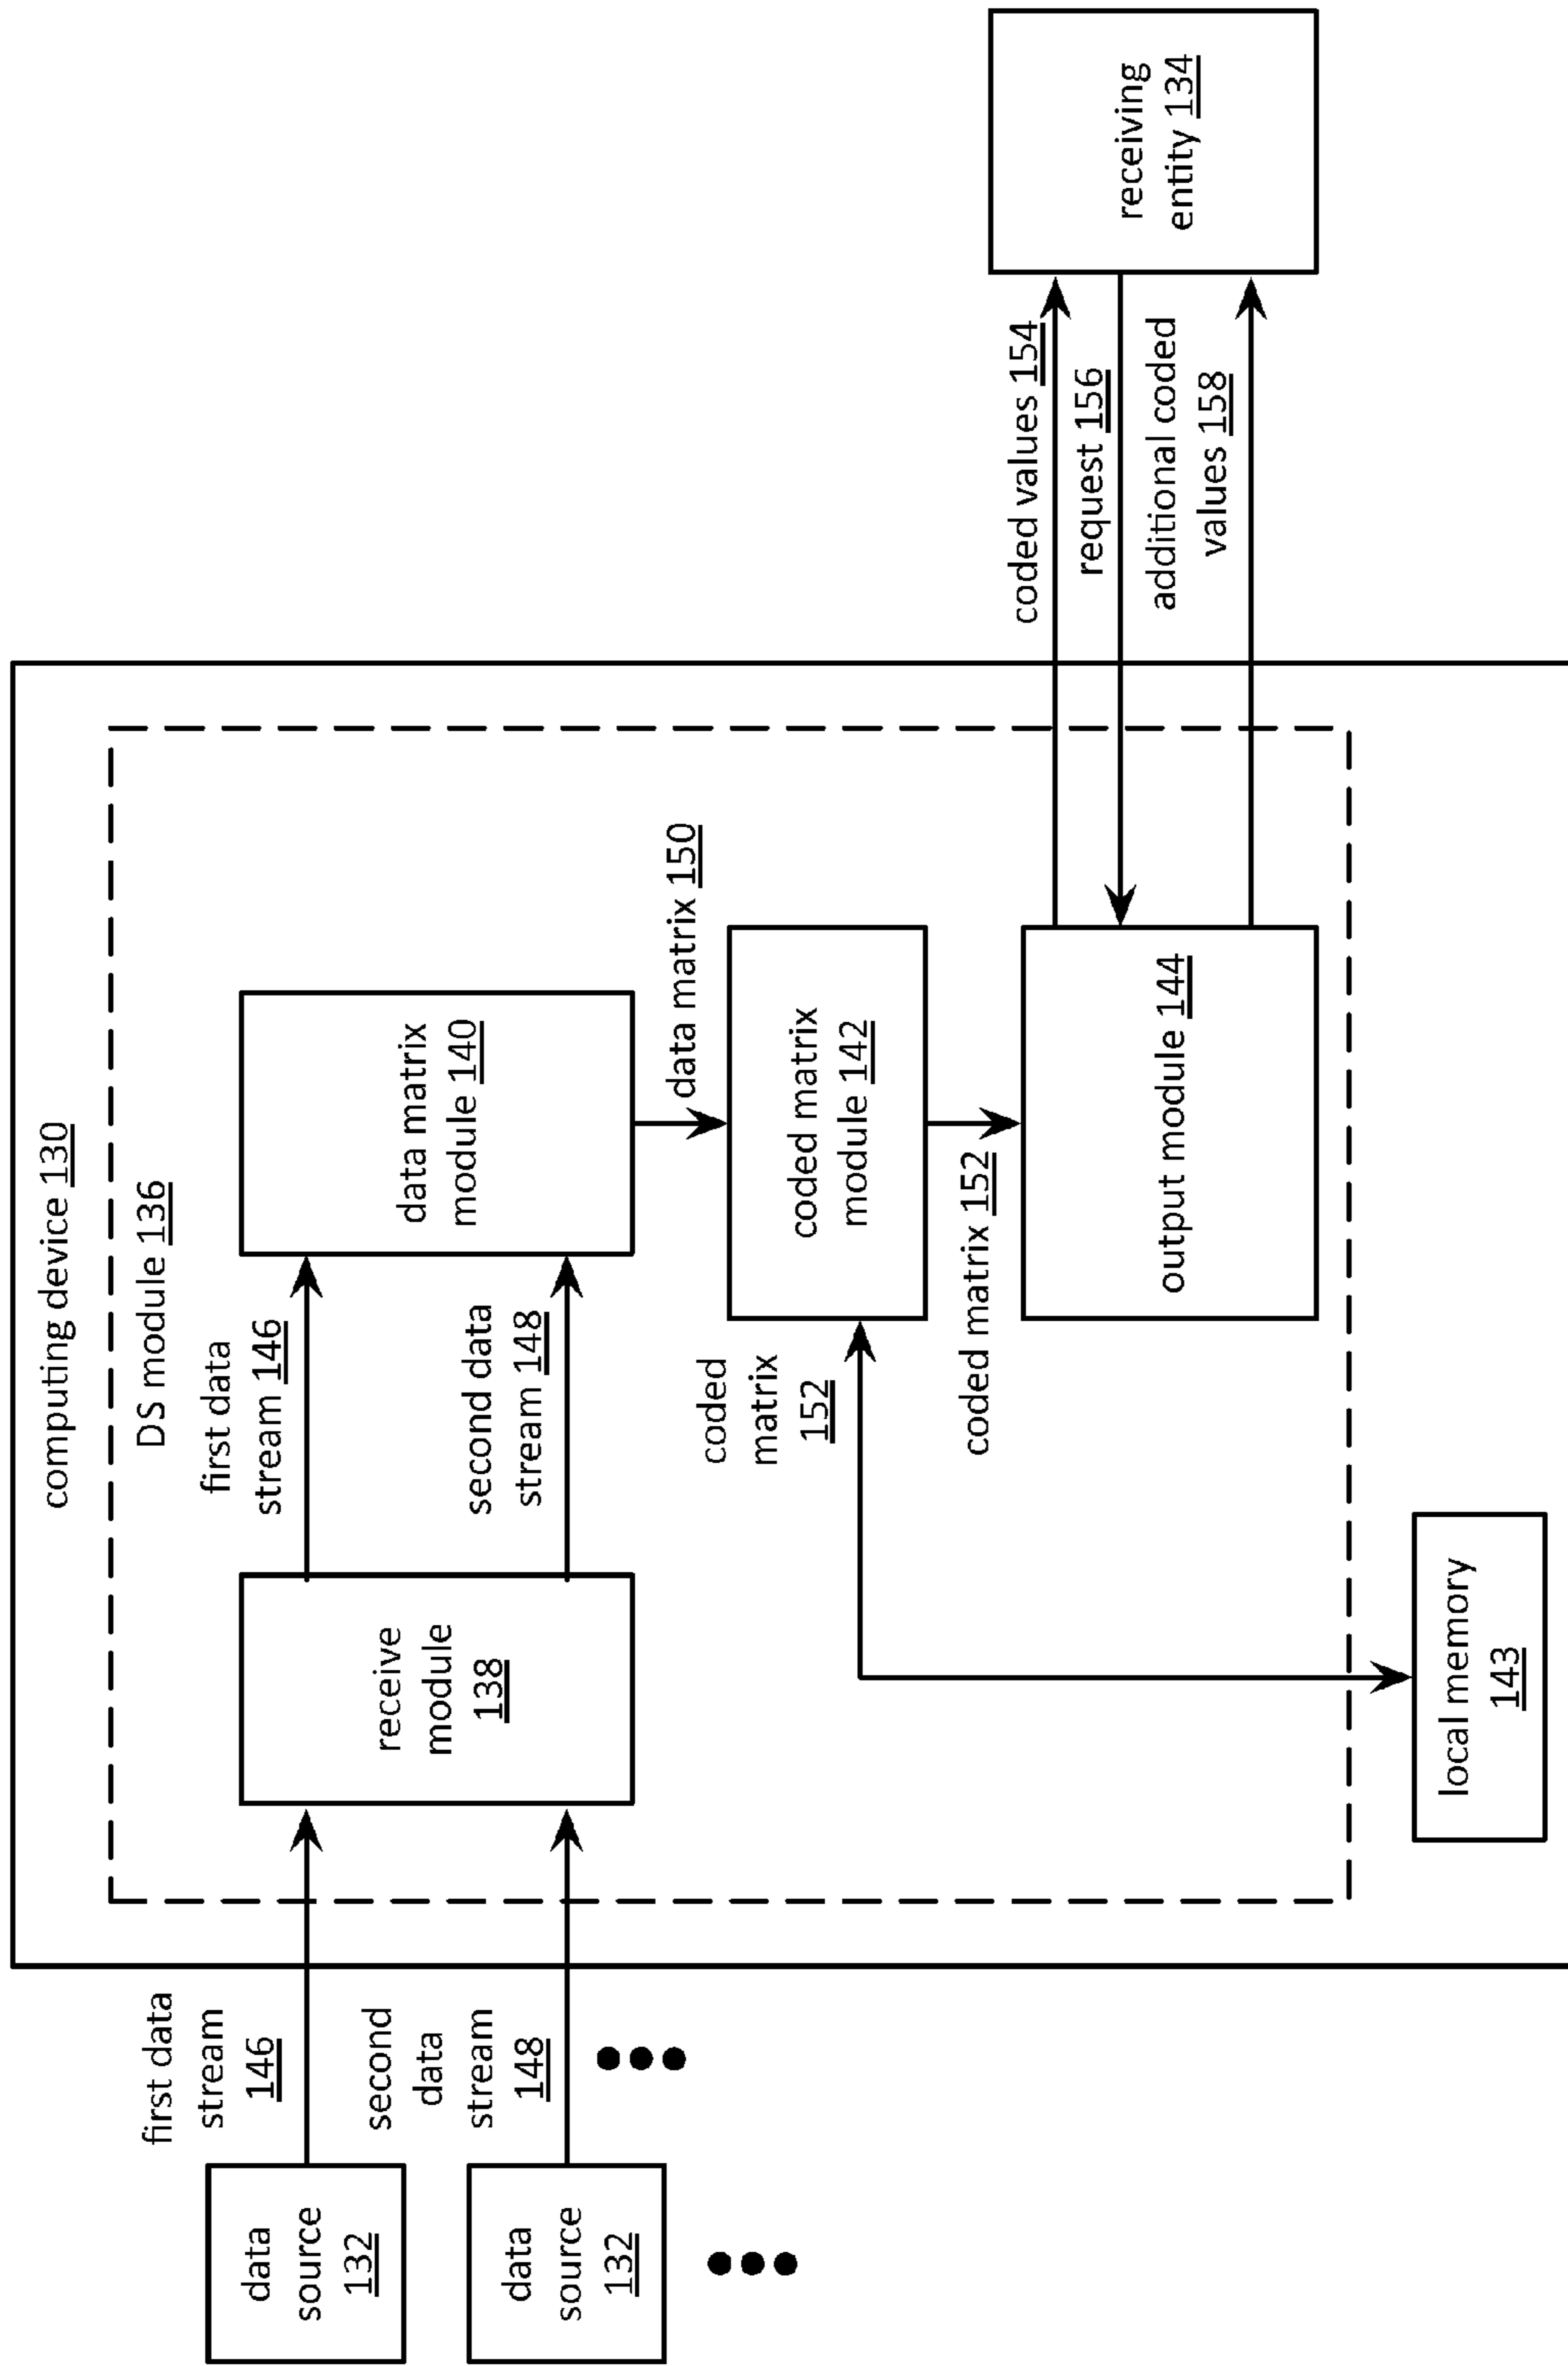 computing device 130
DS module 136
data
source
132
first data
stream
146
data
source
132
second
data
stream
148
receive
module
138
first data
stream 146
second data
stream 148
data matrix
module 140
data matrix 150
coded
matrix
152
coded matrix
module 142
coded matrix 152
output module 144
local memory
143
coded values 154
request 156
additional coded
values 158
receiving
entity 134